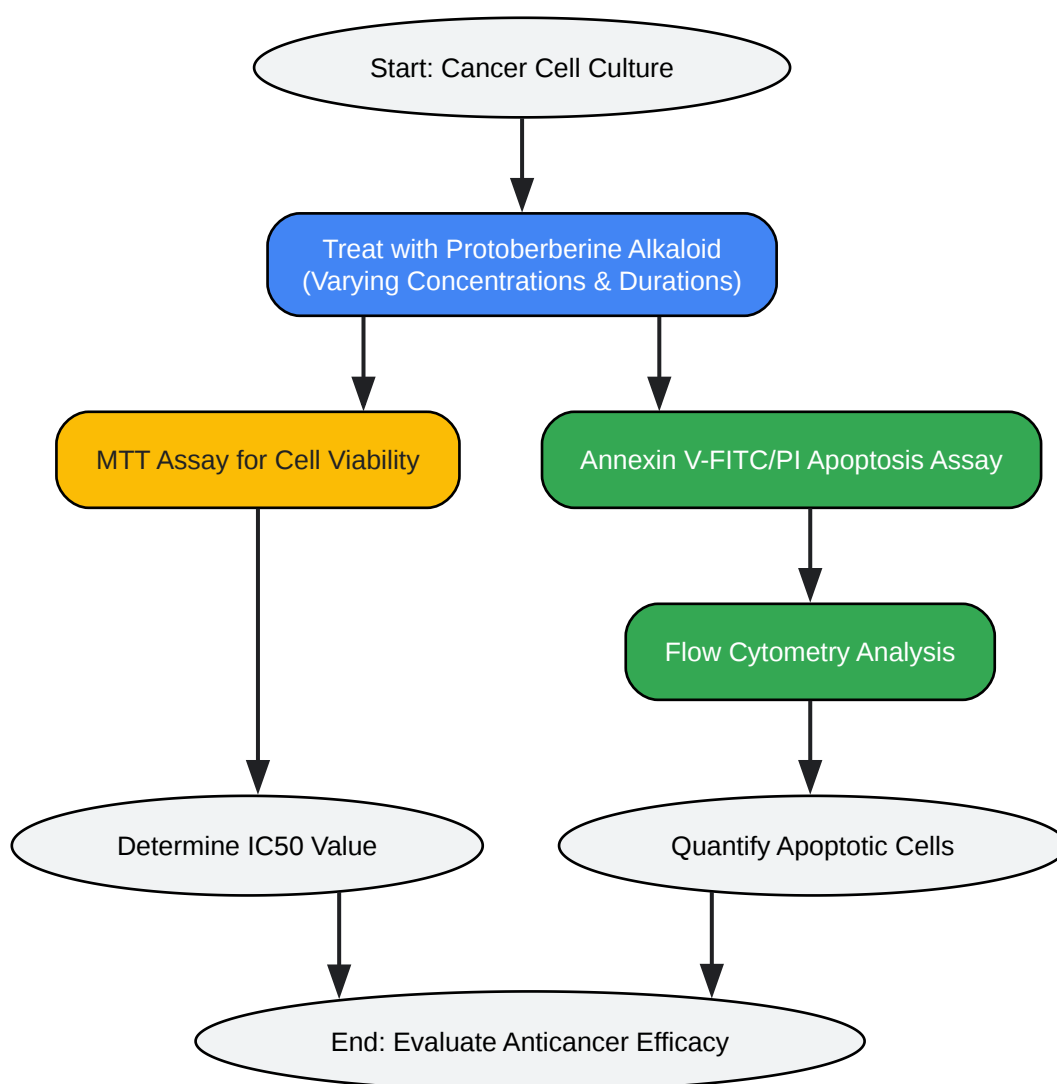 Start: Cancer Cell Culture
Treat with Protoberberine Alkaloid
(Varying Concentrations & Durations)
MTT Assay for Cell Viability
Annexin V-FITC/PI Apoptosis Assay
Flow Cytometry Analysis
Determine IC50 Value
Quantify Apoptotic Cells
End: Evaluate Anticancer Efficacy